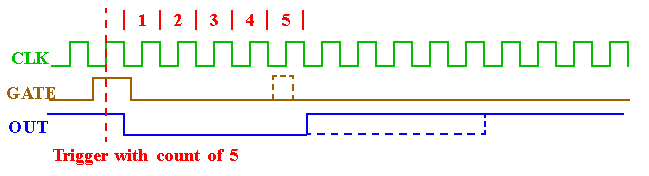 1 2 3 4 5
CLK
GATE
OUT
Trigger with count of 5